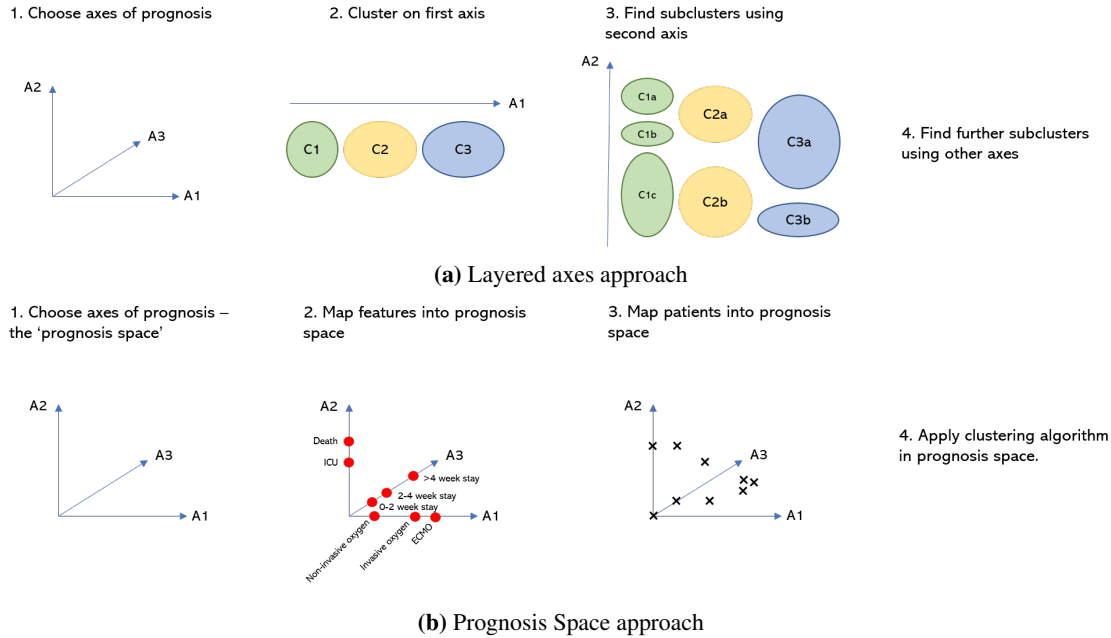 1. Choose axes of prognosis
2. Cluster on first axis
3. Find subclusters using
second axis
A2
A3
A1
A1
C1
C2
C3
A2
C1a
C1b
C1c
C2a
C2b
C3a
C3b
4. Find further subclusters
using other axes
(a) Layered axes approach
1. Choose axes of prognosis –
the ‘prognosis space’
2. Map features into prognosis
space
3. Map patients into prognosis
space
A2
A3
A1
A2
Death
ICU
A3
>4 week stay
2-4 week stay
0-2 week stay
A1
Non-invasive oxygen
Invasive oxygen
ECMO
A2
A3
A1
4. Apply clustering algorithm
in prognosis space.
(b) Prognosis Space approach